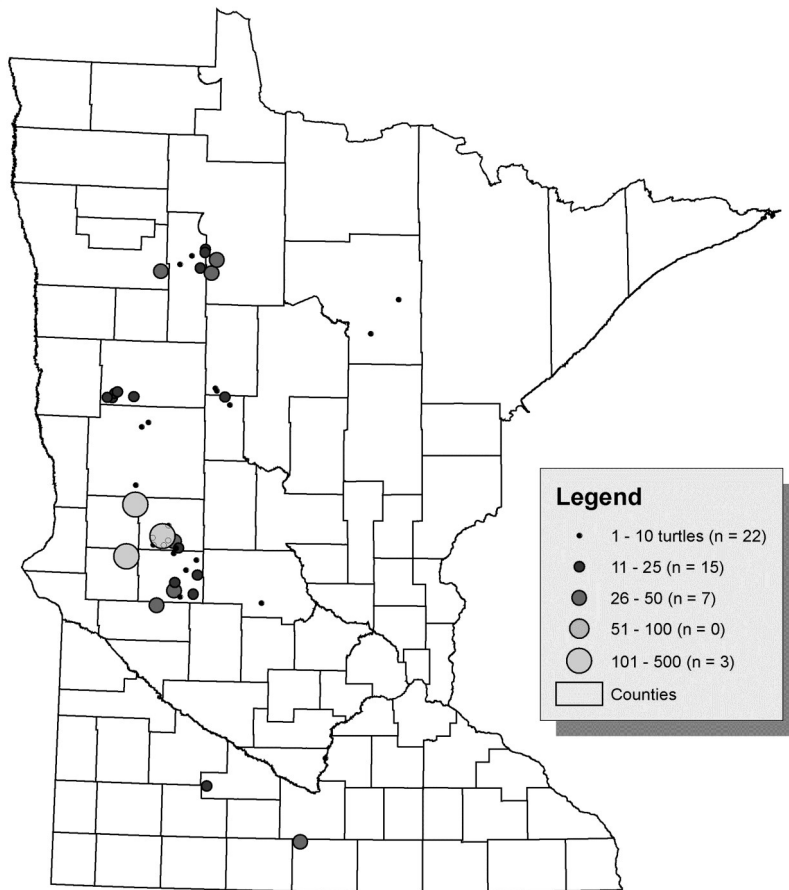 Legend
1 - 10 turtles (n = 22)
11 - 25 (n = 15)
26 - 50 (n = 7)
51 - 100 (n = 0)
101 - 500 (n = 3)
Counties